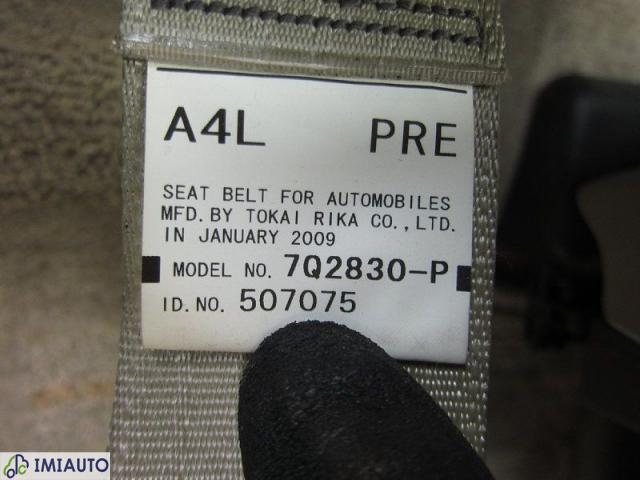 A4L PRE
SEAT BELT FOR AUTOMOBILES
MFD. BY TOKAI RIKA CO., LTD.
IN JANUARY 2009
MODEL NO. 7Q2830-P
ID. NO. 507075
IMIAUTO